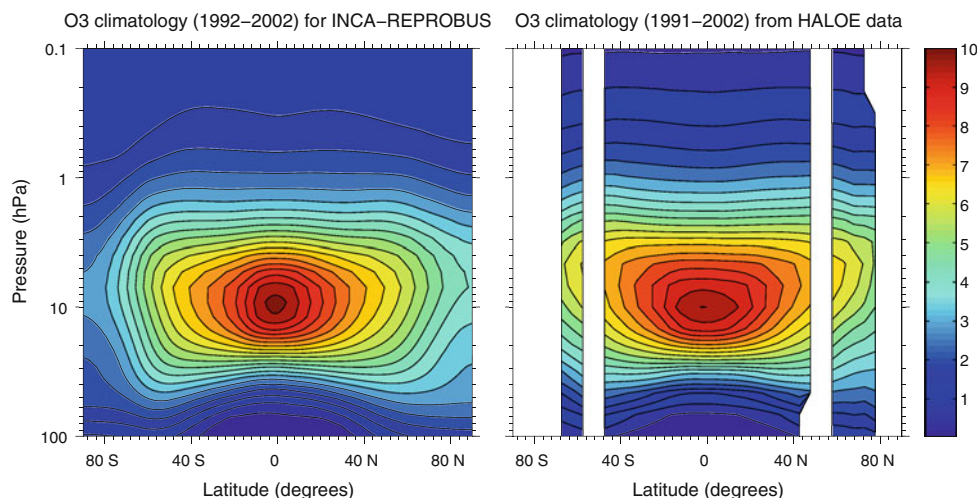 O3 climatology (1992−2002) for INCA−REPROBUS
O3 climatology (1991−2002) from HALOE data
Pressure (hPa)
0.1
1
10
100
80 S
40 S
0
40 N
80 N
Latitude (degrees)
80 S
40 S
0
40 N
80 N
Latitude (degrees)
10
9
8
7
6
5
4
3
2
1